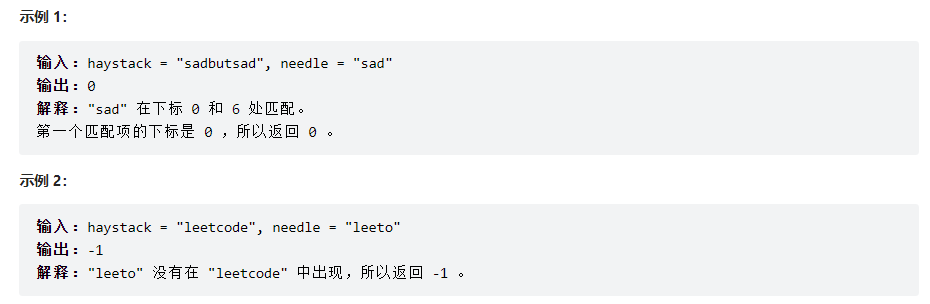 示例 1：
输入：haystack = "sadbutsad", needle = "sad"
输出：0
解释："sad" 在下标 0 和 6 处匹配。
第一个匹配项的下标是 0 ，所以返回 0 。
示例 2：
输入：haystack = "leetcode", needle = "leeto"
输出：-1
解释："leeto" 没有在 "leetcode" 中出现，所以返回 -1 。